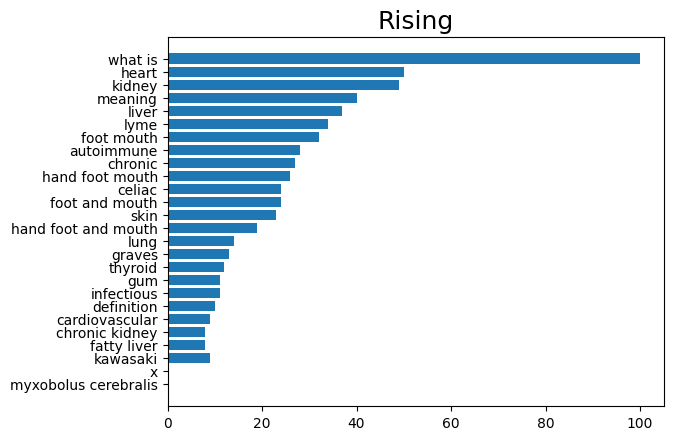 Rising
what is
heart
kidney
meaning
liver
lyme
foot mouth
autoimmune
chronic
hand foot mouth
celiac
foot and mouth
skin
hand foot and mouth
lung
graves
thyroid
gum
infectious
definition
cardiovascular
chronic kidney
fatty liver
kawasaki
x
myxobolus cerebralis
0 20 40 60 80 100